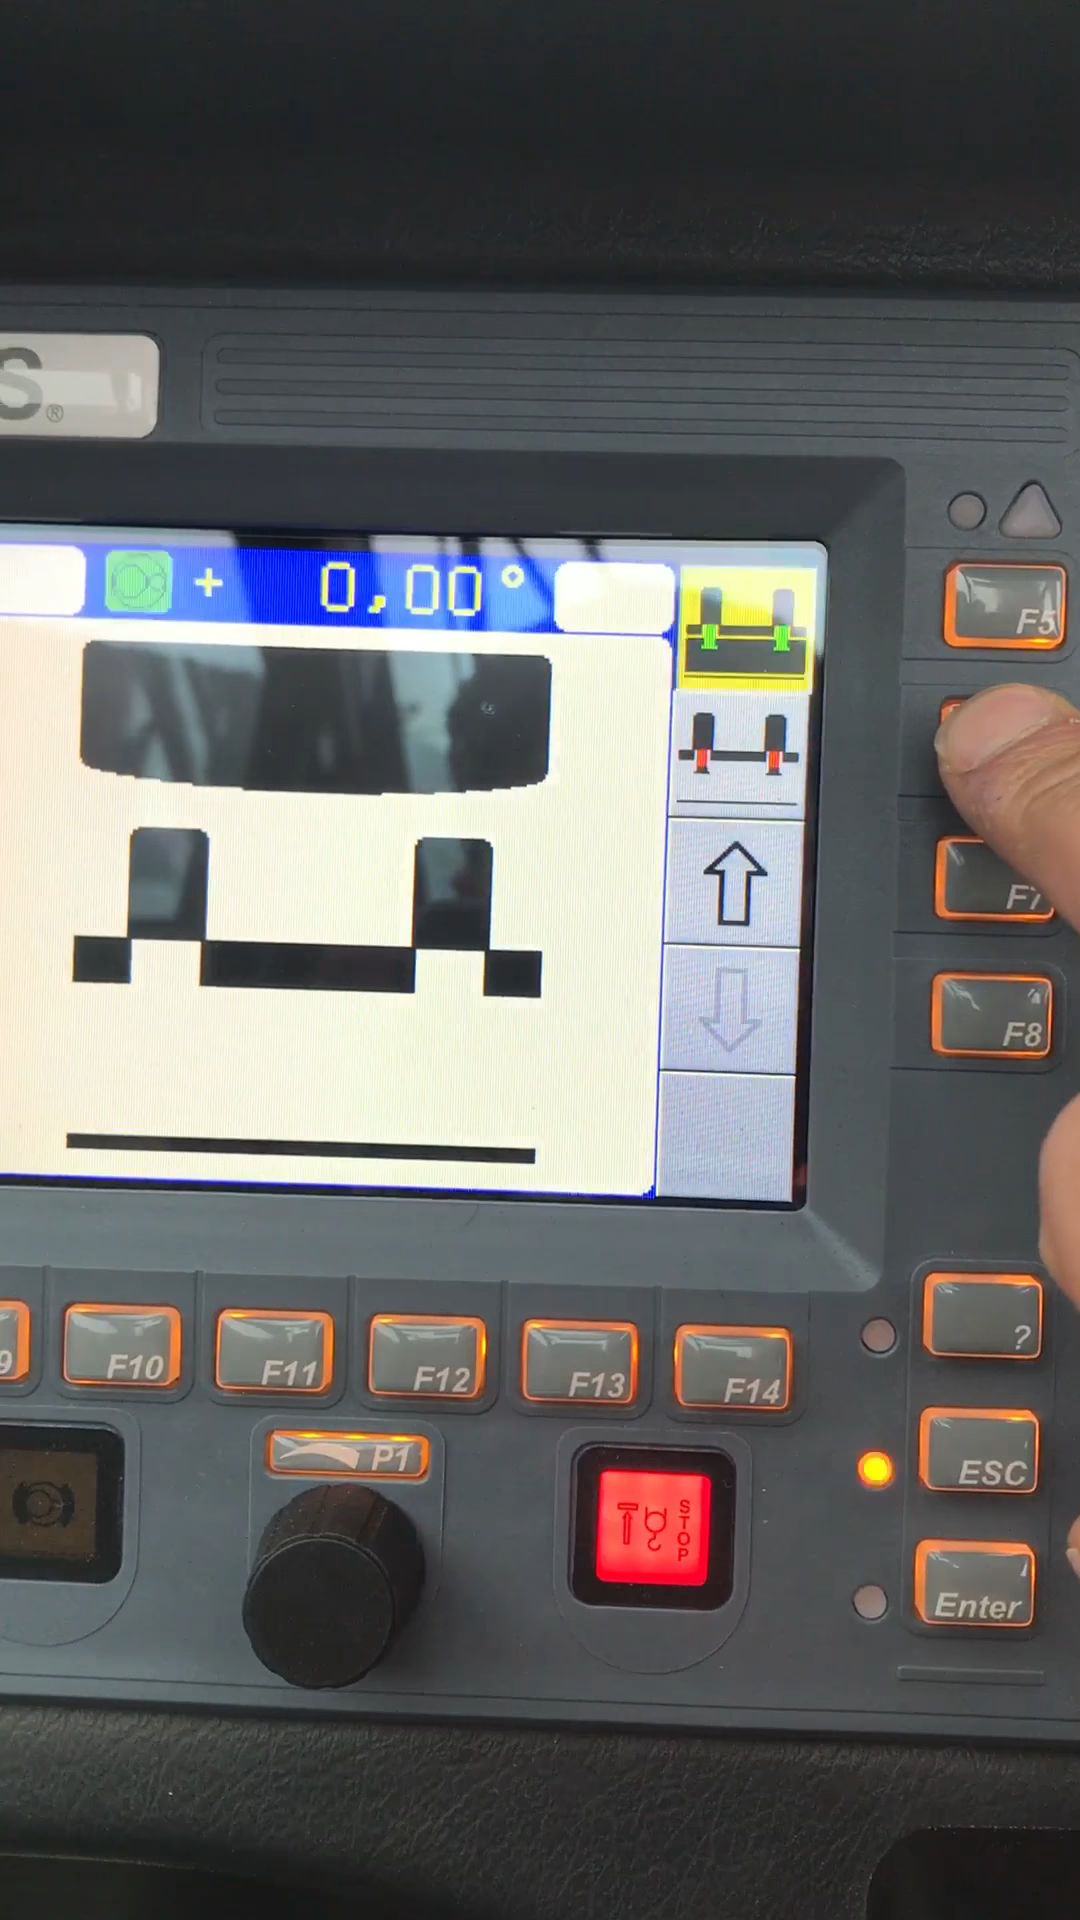 S®
+ 0,00°
F5
F7
F8
9
F10
F11
F12
F13
F14
?
P1
STOP
ESC
Enter